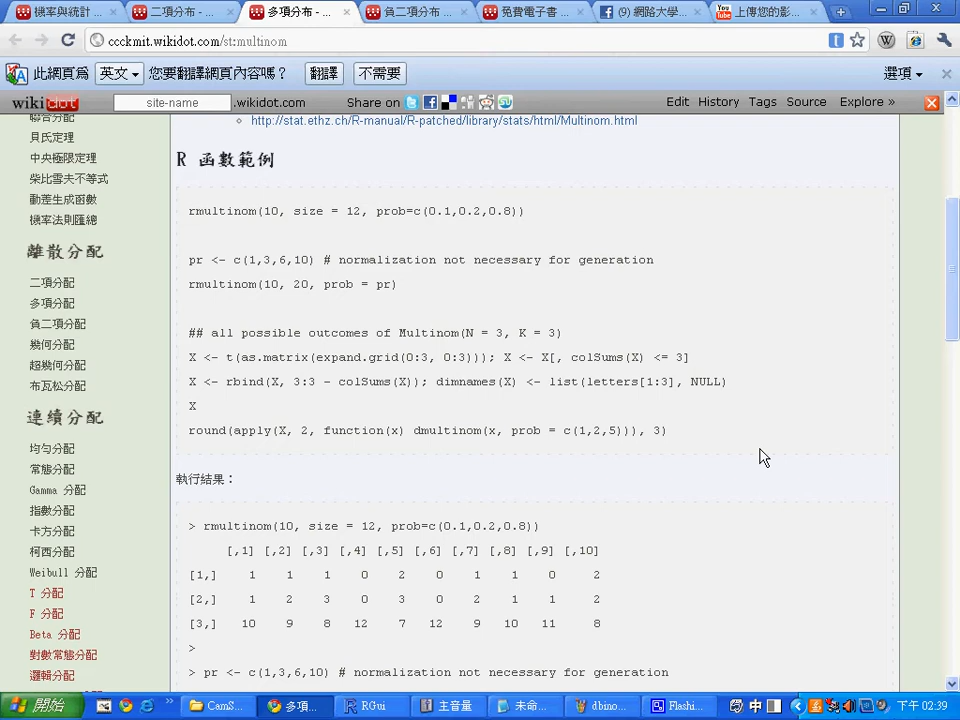 機率與統計
二項分布 - ...
多項分布 - ...
負二項分布
免費電子書
(9) 網路大學
上傳您的影
ccckmit.wikidot.com/st:multinom
此網頁為 英文 您要翻譯網頁內容嗎？ 翻譯 不需要 選項
wikidot site-name .wikidot.com Share on Edit History Tags Source Explore »
http://stat.ethz.ch/R-manual/R-patched/library/stats/html/Multinom.html
聯合分配
貝氏定理
中央極限定理
柴比雪夫不等式
動差生成函數
機率法則匯總
離散分配
二項分配
多項分配
負二項分配
幾何分配
超幾何分配
布瓦松分配
連續分配
均勻分配
常態分配
Gamma 分配
指數分配
卡方分配
柯西分配
Weibull 分配
T 分配
F 分配
Beta 分配
對數常態分配
邏輯分配
R 函數範例
rmultinom(10, size = 12, prob=c(0.1,0.2,0.8))
pr <- c(1,3,6,10) # normalization not necessary for generation
rmultinom(10, 20, prob = pr)
## all possible outcomes of Multinom(N = 3, K = 3)
X <- t(as.matrix(expand.grid(0:3, 0:3))); X <- X[, colSums(X) <= 3]
X <- rbind(X, 3:3 - colSums(X)); dimnames(X) <- list(letters[1:3], NULL)
X
round(apply(X, 2, function(x) dmultinom(x, prob = c(1,2,5))), 3)
執行結果：
> rmultinom(10, size = 12, prob=c(0.1,0.2,0.8))
[,1] [,2] [,3] [,4] [,5] [,6] [,7] [,8] [,9] [,10]
[1,] 1 1 1 0 2 0 1 1 0 2
[2,] 1 2 3 0 3 0 2 1 1 2
[3,] 10 9 8 12 7 12 9 10 11 8
>
> pr <- c(1,3,6,10) # normalization not necessary for generation
開始 CamS... 多項... RGui 主音量 未命... dbino... Flashi... 中 下午 02:39